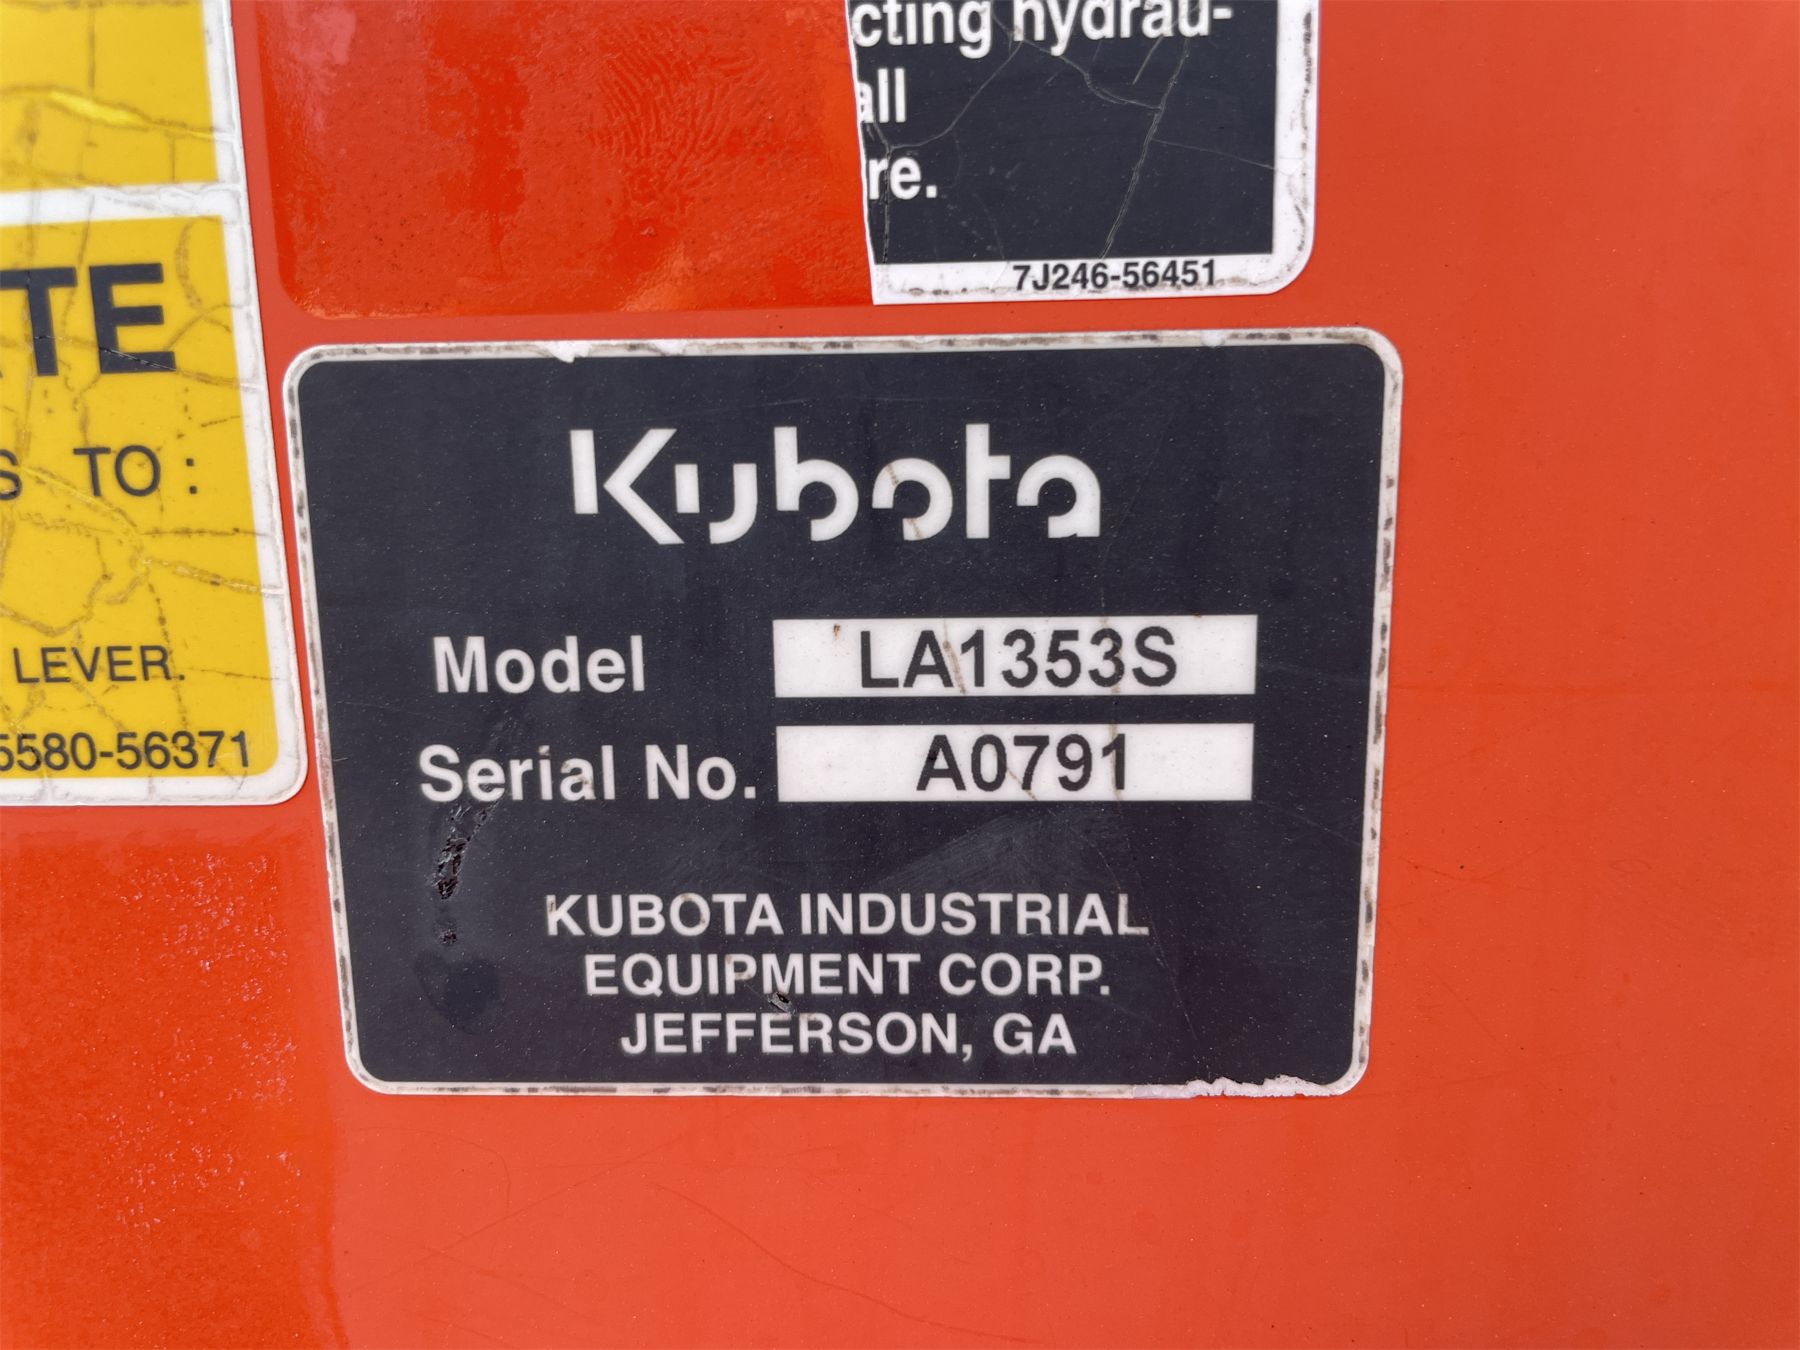 cting hydrau-
all
re.
7J246-56451
TE
S TO :
LEVER.
5580-56371
Kubota
Model LA1353S
Serial No. A0791
KUBOTA INDUSTRIAL
EQUIPMENT CORP.
JEFFERSON, GA